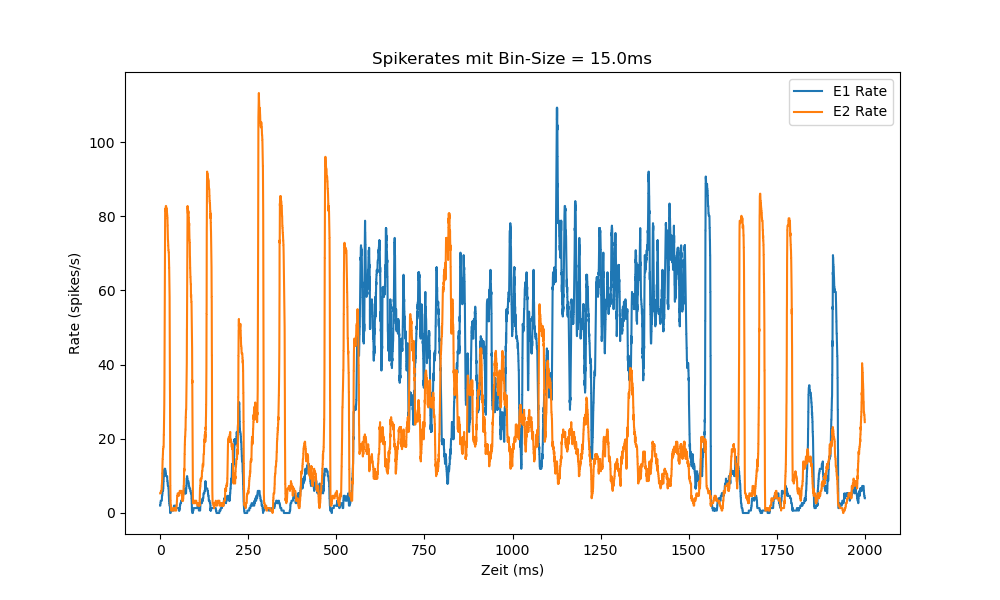 Spikerates mit Bin-Size = 15.0ms
E1 Rate
E2 Rate
Rate (spikes/s)
100
80
60
40
20
0
0 250 500 750 1000 1250 1500 1750 2000
Zeit (ms)